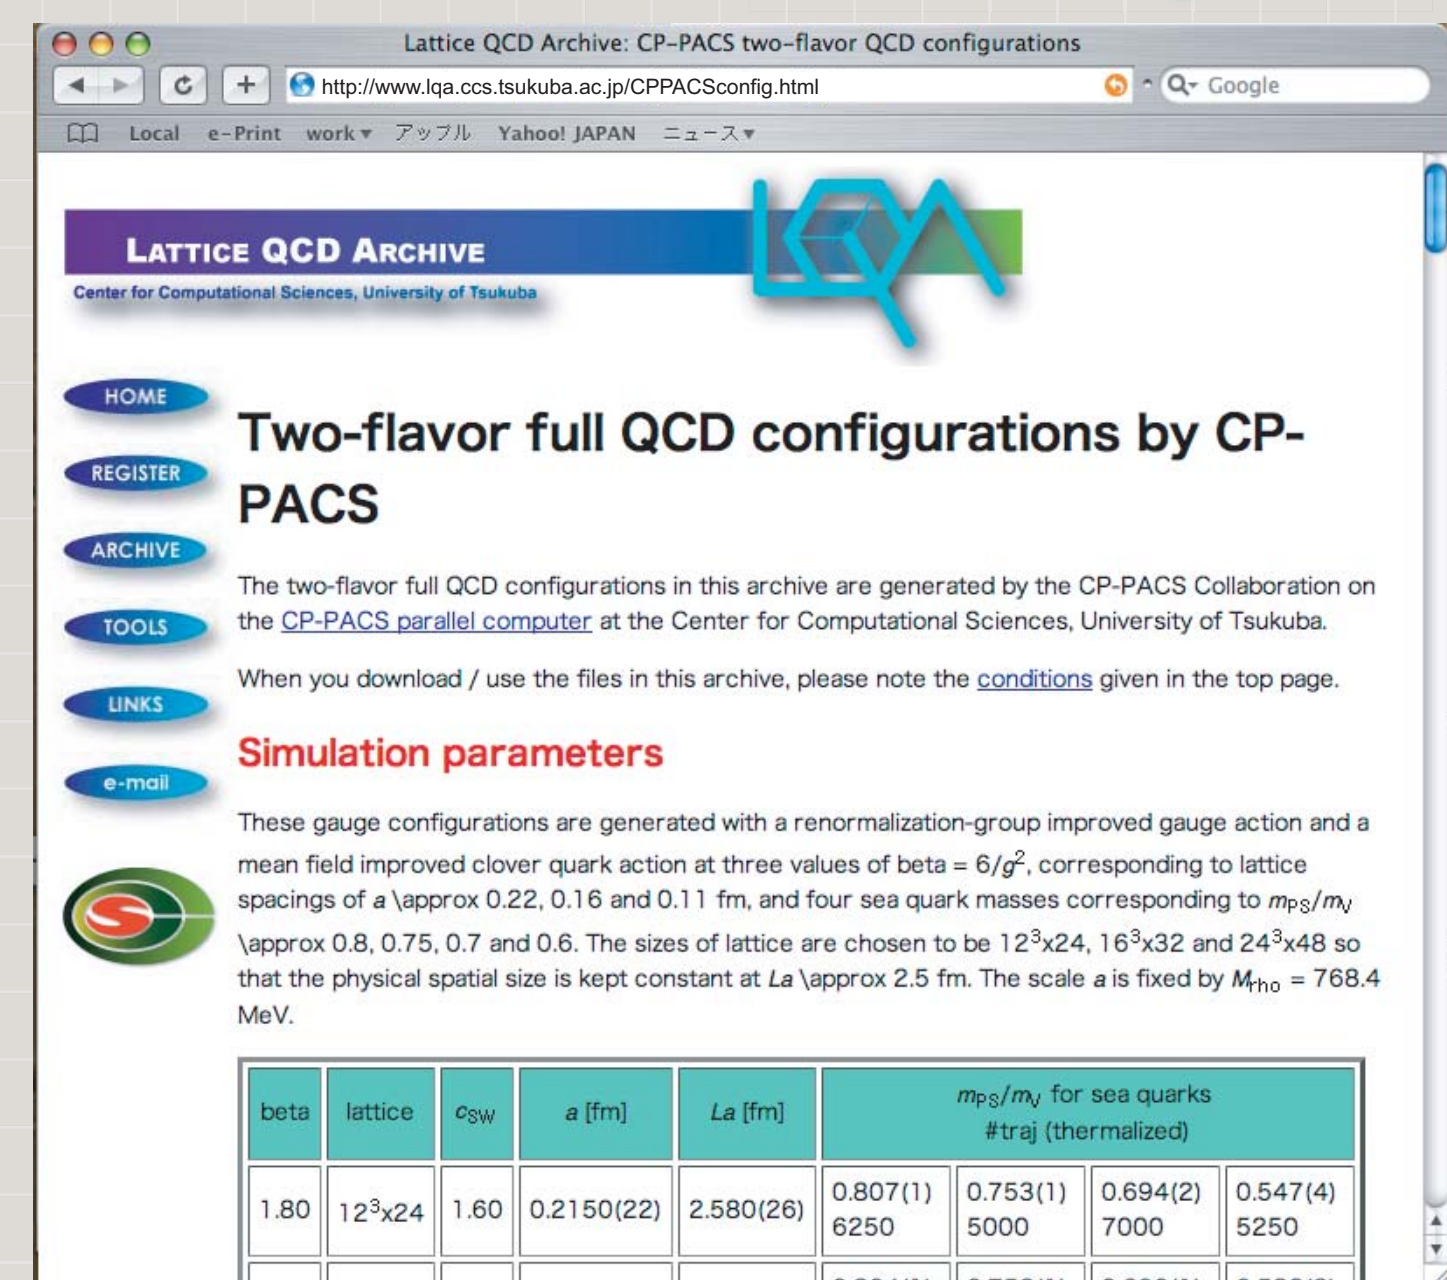 Lattice QCD Archive: CP-PACS two-flavor QCD configurations
http://www.lqa.ccs.tsukuba.ac.jp/CPPACSconfig.html
Google
Local e-Print work アップル Yahoo! JAPAN ニュース
LQA
LATTICE QCD ARCHIVE
Center for Computational Sciences, University of Tsukuba
HOME
REGISTER
ARCHIVE
TOOLS
LINKS
e-mail
Two-flavor full QCD configurations by CP-
PACS
The two-flavor full QCD configurations in this archive are generated by the CP-PACS Collaboration on
the CP-PACS parallel computer at the Center for Computational Sciences, University of Tsukuba.
When you download / use the files in this archive, please note the conditions given in the top page.
Simulation parameters
These gauge configurations are generated with a renormalization-group improved gauge action and a
mean field improved clover quark action at three values of beta = 6/g², corresponding to lattice
spacings of a \approx 0.22, 0.16 and 0.11 fm, and four sea quark masses corresponding to mPS/mV
\approx 0.8, 0.75, 0.7 and 0.6. The sizes of lattice are chosen to be 12³x24, 16³x32 and 24³x48 so
that the physical spatial size is kept constant at La \approx 2.5 fm. The scale a is fixed by Mrho = 768.4
MeV.
beta lattice cSW a [fm] La [fm] mPS/mV for sea quarks
#traj (thermalized)
1.80 12³x24 1.60 0.2150(22) 2.580(26) 0.807(1) 0.753(1) 0.694(2) 0.547(4)
6250 5000 7000 5250